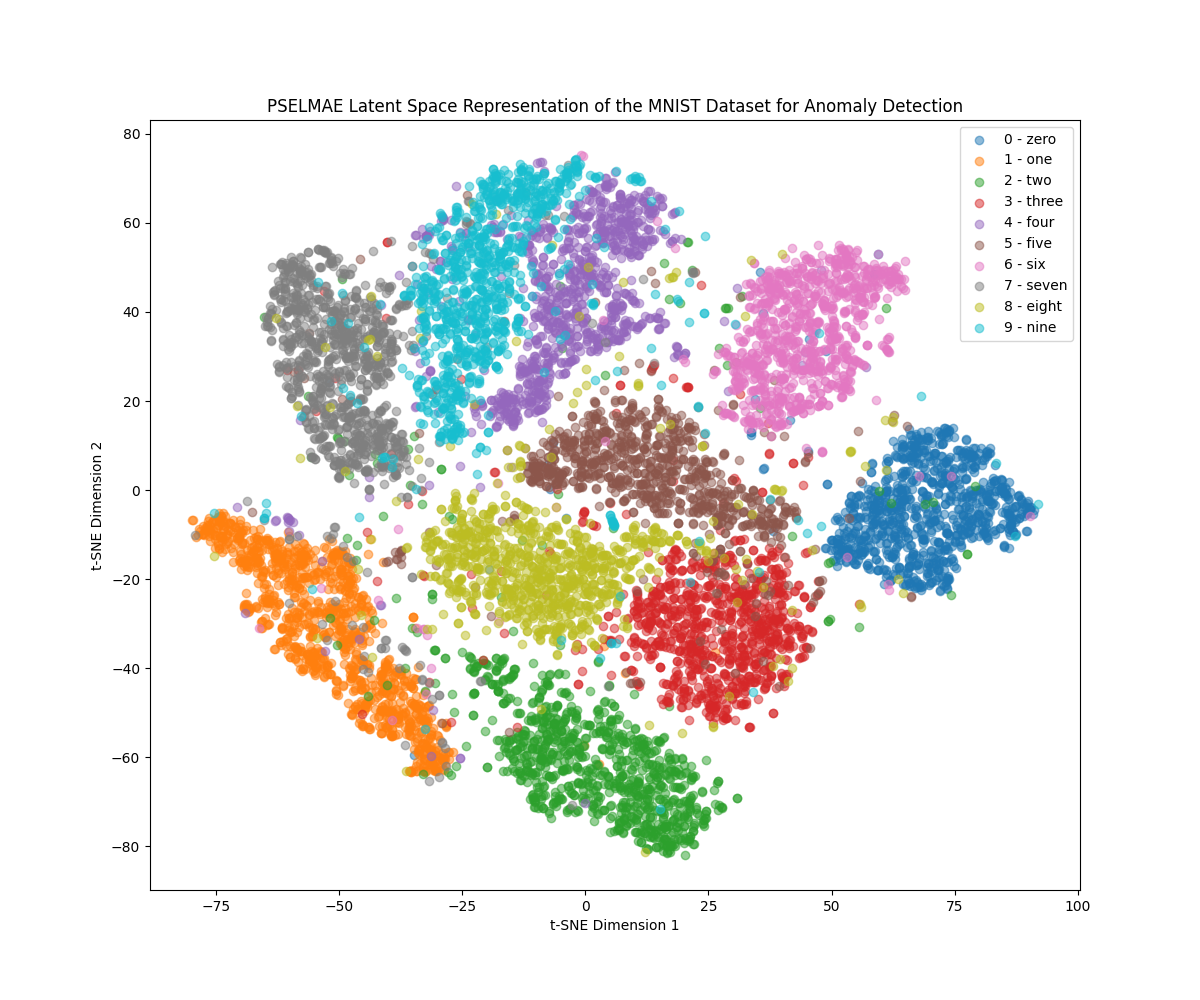 PSELMAE Latent Space Representation of the MNIST Dataset for Anomaly Detection
80
60
40
20
0
−20
−40
−60
−80
t-SNE Dimension 2
0 - zero
1 - one
2 - two
3 - three
4 - four
5 - five
6 - six
7 - seven
8 - eight
9 - nine
−75
−50
−25
0
25
50
75
100
t-SNE Dimension 1